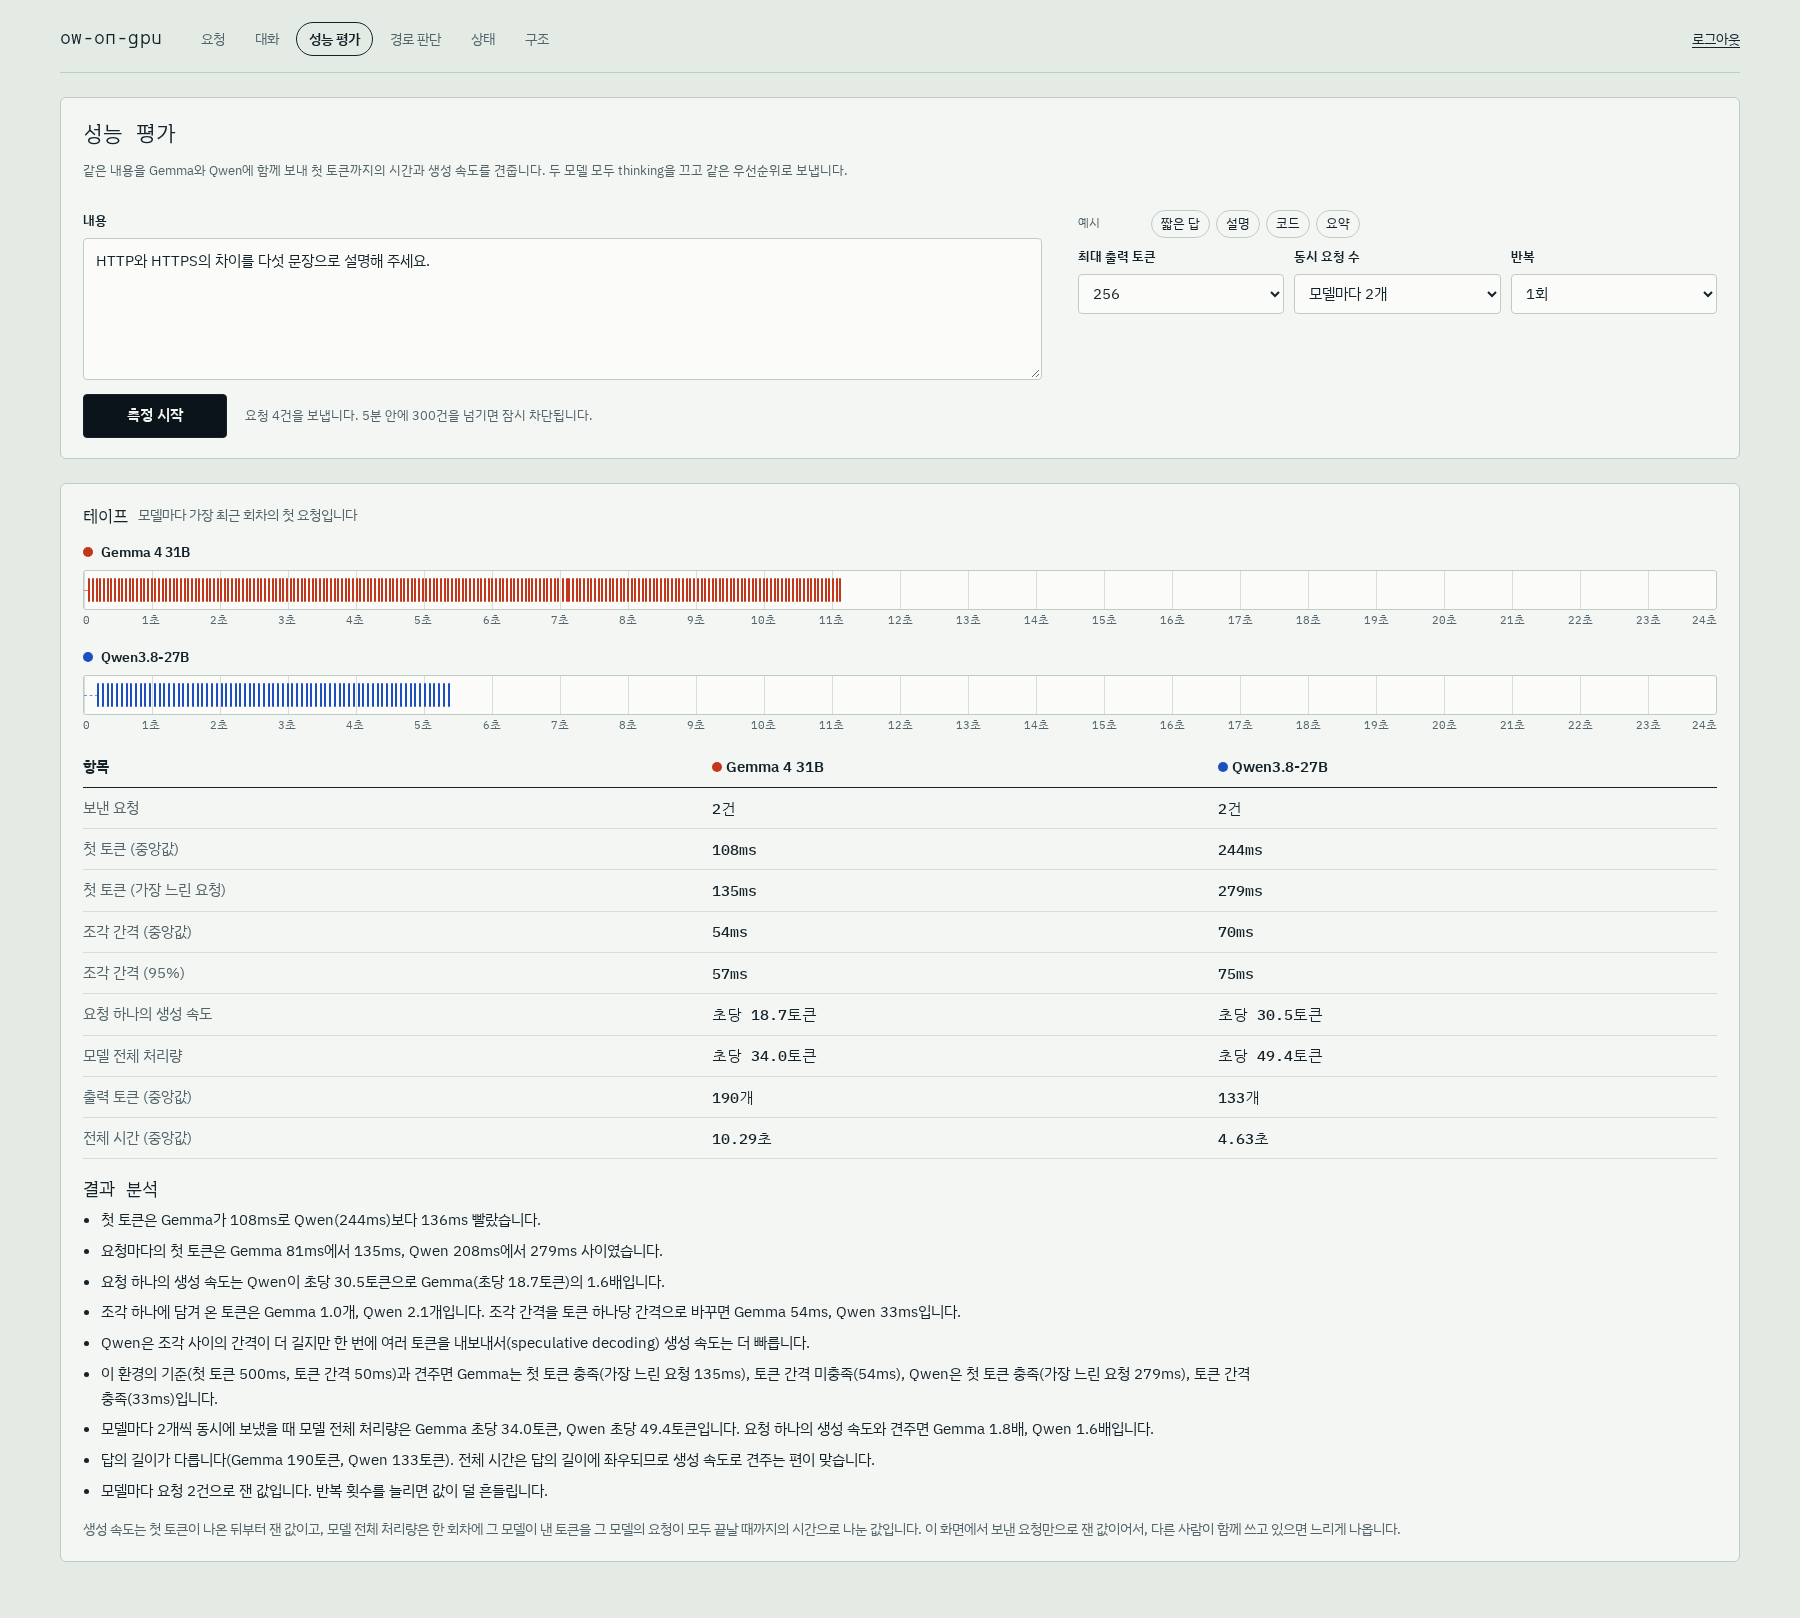 ow-on-gpu 요청 대화 성능 평가 경로 판단 상태 구조 로그아웃
성능 평가
같은 내용을 Gemma와 Qwen에 함께 보내 첫 토큰까지의 시간과 생성 속도를 견줍니다. 두 모델 모두 thinking을 끄고 같은 우선순위로 보냅니다.
내용
HTTP와 HTTPS의 차이를 다섯 문장으로 설명해 주세요.
예시 짧은 답 설명 코드 요약
최대 출력 토큰 동시 요청 수 반복
256 모델마다 2개 1회
측정 시작 요청 4건을 보냅니다. 5분 안에 300건을 넘기면 잠시 차단됩니다.
테이프 모델마다 가장 최근 회차의 첫 요청입니다
Gemma 4 31B
0 1초 2초 3초 4초 5초 6초 7초 8초 9초 10초 11초 12초 13초 14초 15초 16초 17초 18초 19초 20초 21초 22초 23초 24초
Qwen3.8-27B
0 1초 2초 3초 4초 5초 6초 7초 8초 9초 10초 11초 12초 13초 14초 15초 16초 17초 18초 19초 20초 21초 22초 23초 24초
항목 Gemma 4 31B Qwen3.8-27B
보낸 요청 2건 2건
첫 토큰 (중앙값) 108ms 244ms
첫 토큰 (가장 느린 요청) 135ms 279ms
조각 간격 (중앙값) 54ms 70ms
조각 간격 (95%) 57ms 75ms
요청 하나의 생성 속도 초당 18.7토큰 초당 30.5토큰
모델 전체 처리량 초당 34.0토큰 초당 49.4토큰
출력 토큰 (중앙값) 190개 133개
전체 시간 (중앙값) 10.29초 4.63초
결과 분석
• 첫 토큰은 Gemma가 108ms로 Qwen(244ms)보다 136ms 빨랐습니다.
• 요청마다의 첫 토큰은 Gemma 81ms에서 135ms, Qwen 208ms에서 279ms 사이였습니다.
• 요청 하나의 생성 속도는 Qwen이 초당 30.5토큰으로 Gemma(초당 18.7토큰)의 1.6배입니다.
• 조각 하나에 담겨 온 토큰은 Gemma 1.0개, Qwen 2.1개입니다. 조각 간격을 토큰 하나당 간격으로 바꾸면 Gemma 54ms, Qwen 33ms입니다.
• Qwen은 조각 사이의 간격이 더 길지만 한 번에 여러 토큰을 내보내서(speculative decoding) 생성 속도는 더 빠릅니다.
• 이 환경의 기준(첫 토큰 500ms, 토큰 간격 50ms)과 견주면 Gemma는 첫 토큰 충족(가장 느린 요청 135ms), 토큰 간격 미충족(54ms), Qwen은 첫 토큰 충족(가장 느린 요청 279ms), 토큰 간격
충족(33ms)입니다.
• 모델마다 2개씩 동시에 보냈을 때 모델 전체 처리량은 Gemma 초당 34.0토큰, Qwen 초당 49.4토큰입니다. 요청 하나의 생성 속도와 견주면 Gemma 1.8배, Qwen 1.6배입니다.
• 답의 길이가 다릅니다(Gemma 190토큰, Qwen 133토큰). 전체 시간은 답의 길이에 좌우되므로 생성 속도로 견주는 편이 맞습니다.
• 모델마다 요청 2건으로 잰 값입니다. 반복 횟수를 늘리면 값이 덜 흔들립니다.
생성 속도는 첫 토큰이 나온 뒤부터 잰 값이고, 모델 전체 처리량은 한 회차에 그 모델이 낸 토큰을 그 모델의 요청이 모두 끝날 때까지의 시간으로 나눈 값입니다. 이 화면에서 보낸 요청만으로 잰 값이어서, 다른 사람이 함께 쓰고 있으면 느리게 나옵니다.